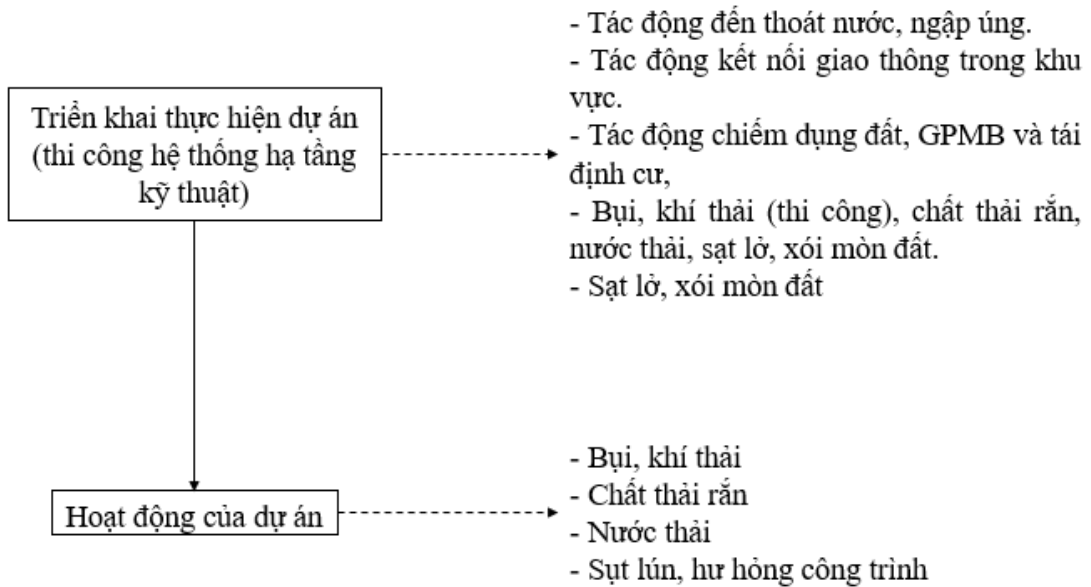 Triển khai thực hiện dự án
(thi công hệ thống hạ tầng
kỹ thuật)
- Tác động đến thoát nước, ngập úng.
- Tác động kết nối giao thông trong khu
vực.
- Tác động chiếm dụng đất, GPMB và tái
định cư,
- Bụi, khí thải (thi công), chất thải rắn,
nước thải, sạt lở, xói mòn đất.
- Sạt lở, xói mòn đất
Hoạt động của dự án
- Bụi, khí thải
- Chất thải rắn
- Nước thải
- Sụt lún, hư hỏng công trình